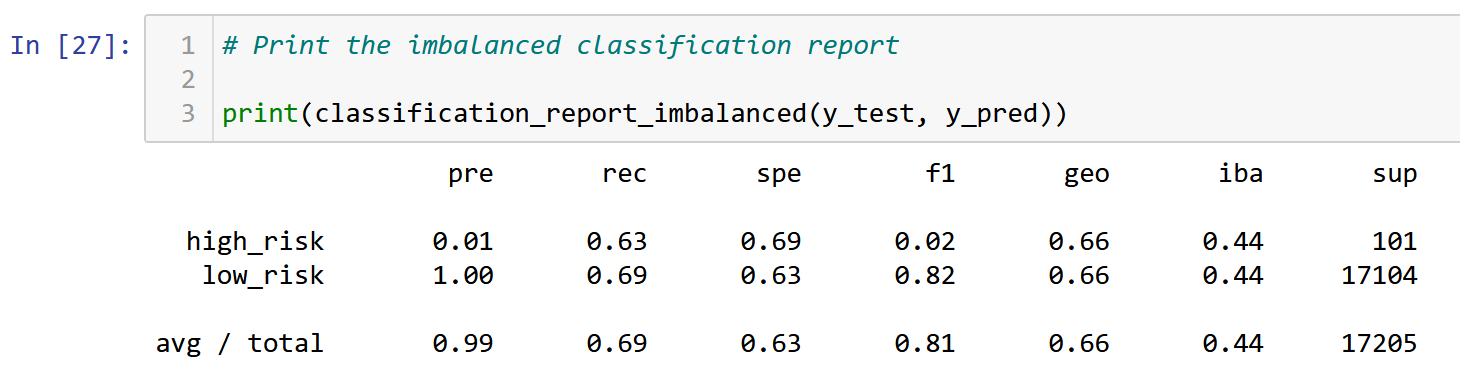 In [27]:
1 # Print the imbalanced classification report
2
3 print(classification_report_imbalanced(y_test, y_pred))
pre rec spe f1 geo iba sup
high_risk 0.01 0.63 0.69 0.02 0.66 0.44 101
low_risk 1.00 0.69 0.63 0.82 0.66 0.44 17104
avg / total 0.99 0.69 0.63 0.81 0.66 0.44 17205